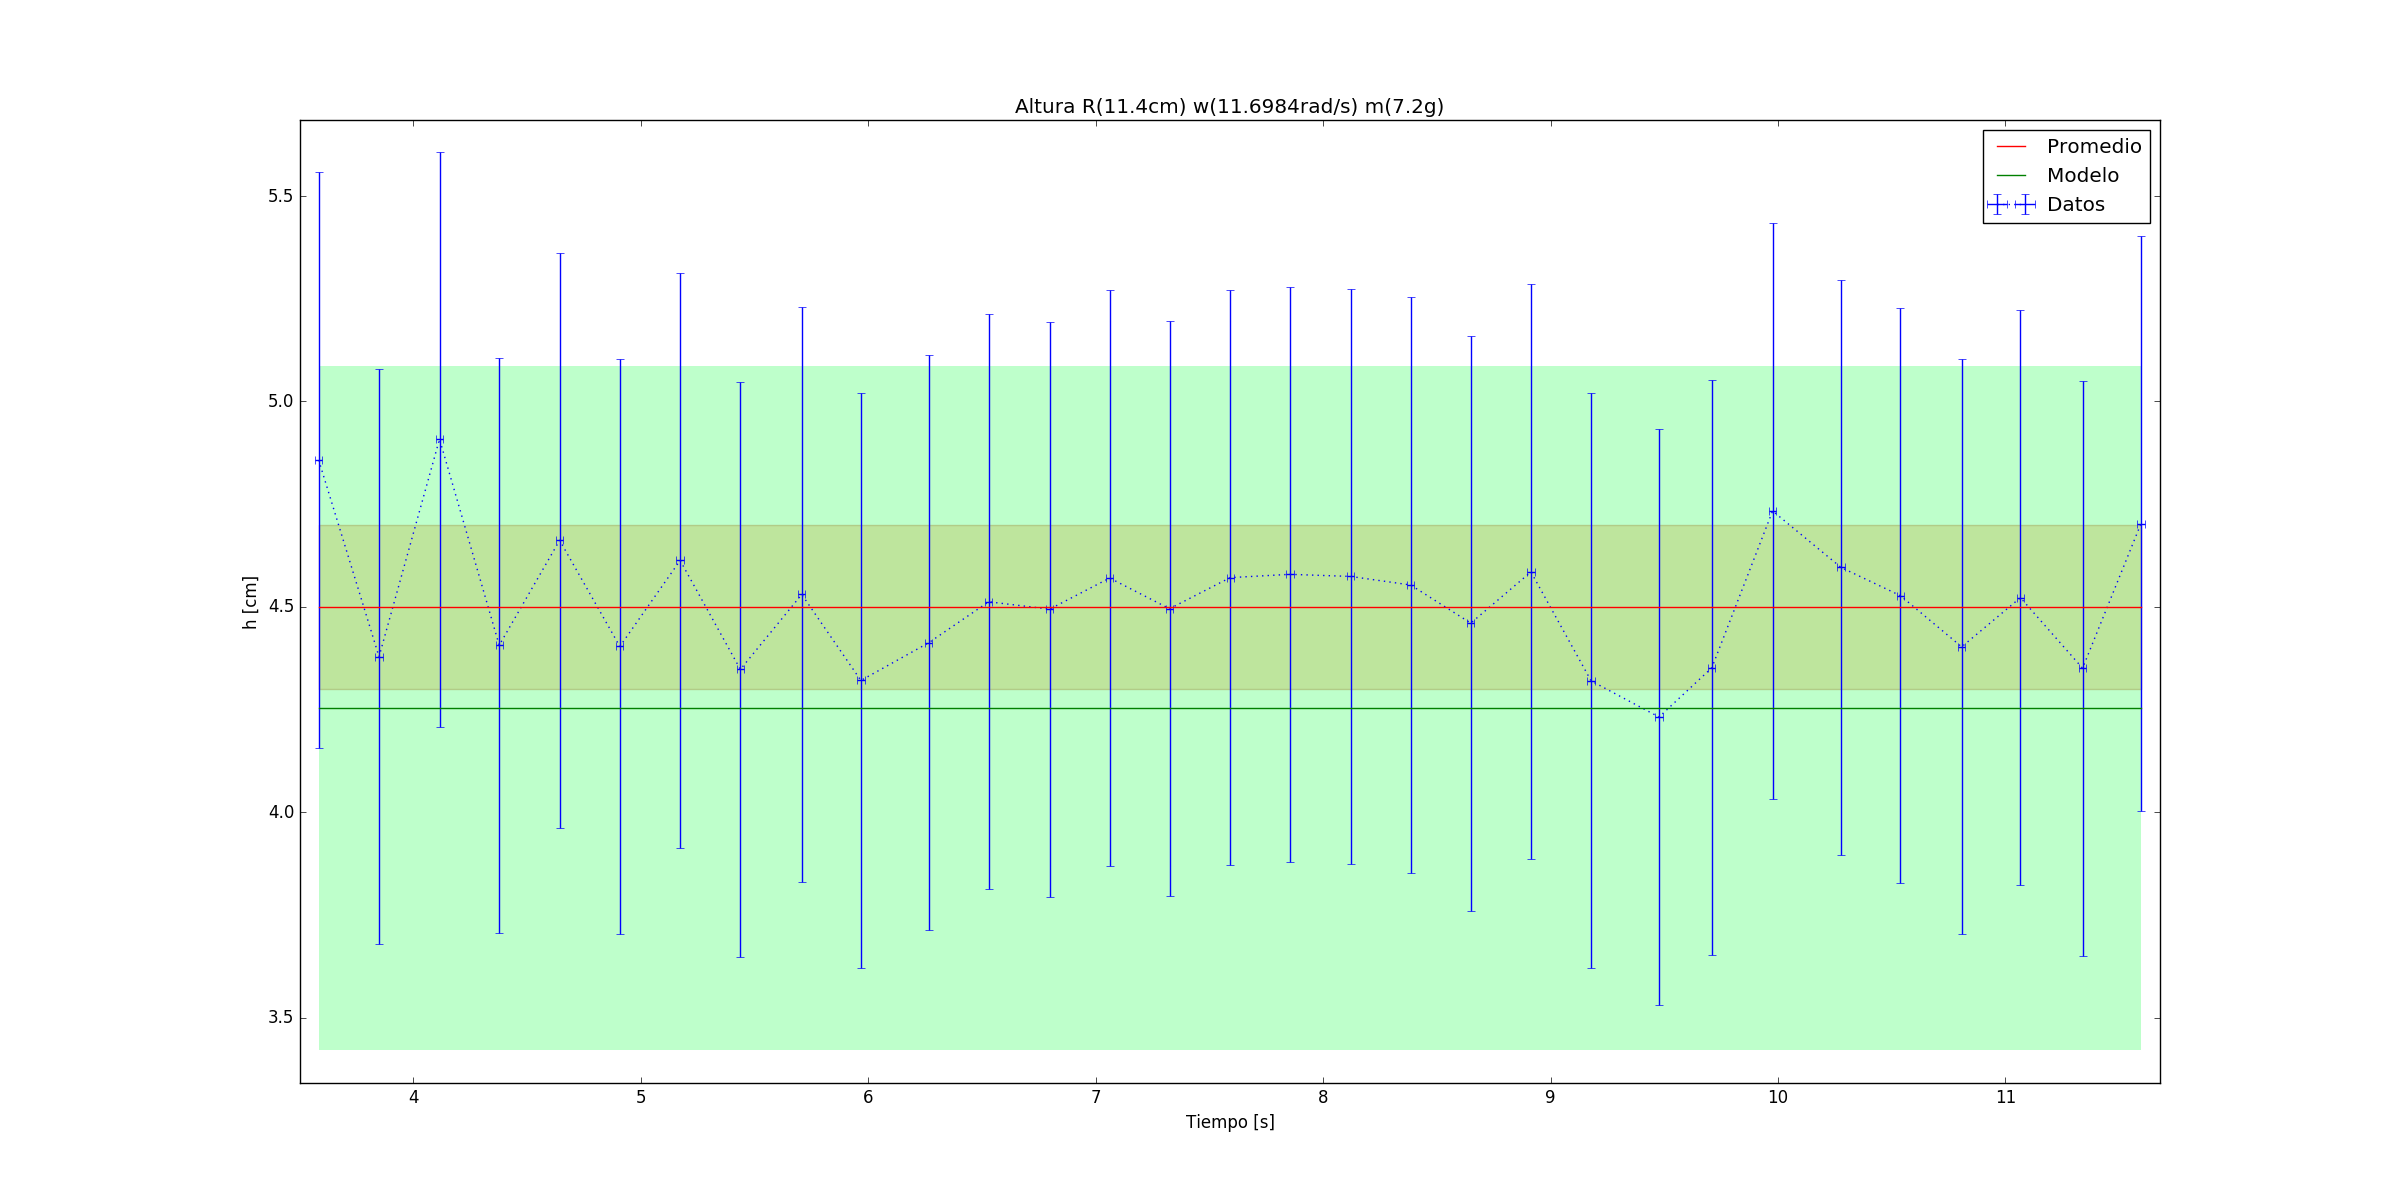 Altura R(11.4cm) w(11.6984rad/s) m(7.2g)
Promedio
Modelo
Datos
h [cm]
5.5
5.0
4.5
4.0
3.5
4 5 6 7 8 9 10 11
Tiempo [s]